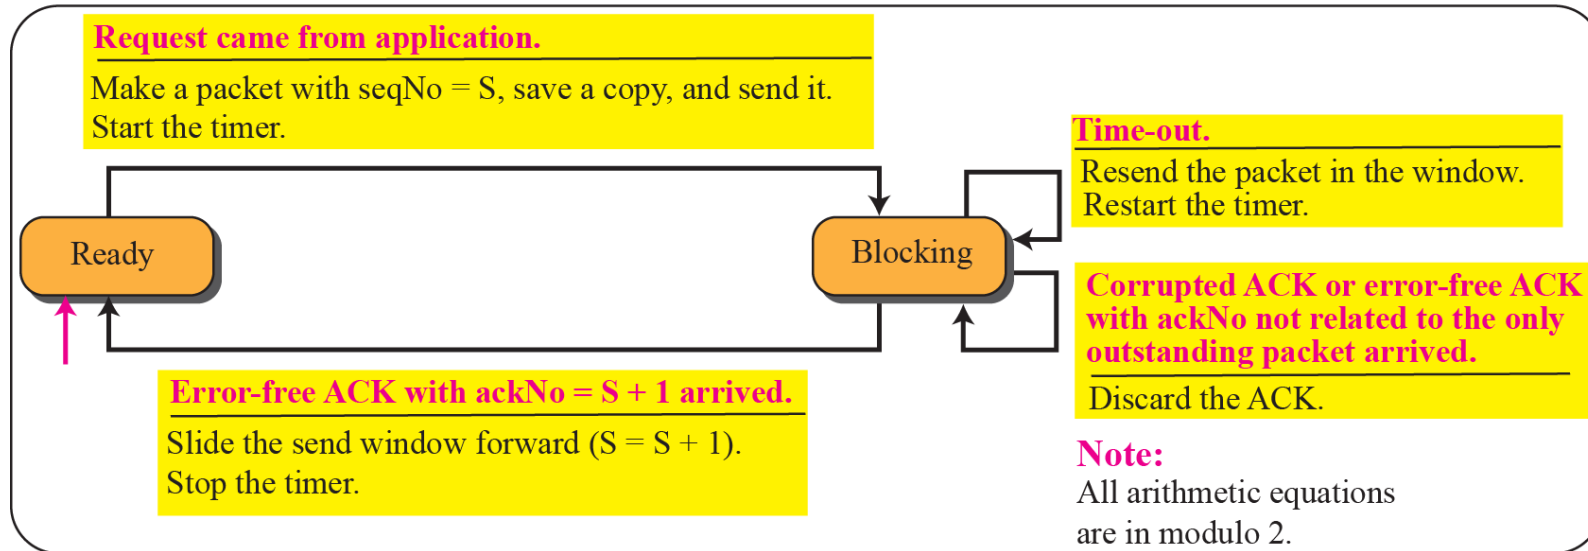 Request came from application.
Make a packet with seqNo = S, save a copy, and send it.
Start the timer.
Time-out.
Resend the packet in the window.
Restart the timer.
Ready
Blocking
Corrupted ACK or error-free ACK
with ackNo not related to the only
outstanding packet arrived.
Discard the ACK.
Error-free ACK with ackNo = S + 1 arrived.
Slide the send window forward (S = S + 1).
Stop the timer.
Note:
All arithmetic equations
are in modulo 2.